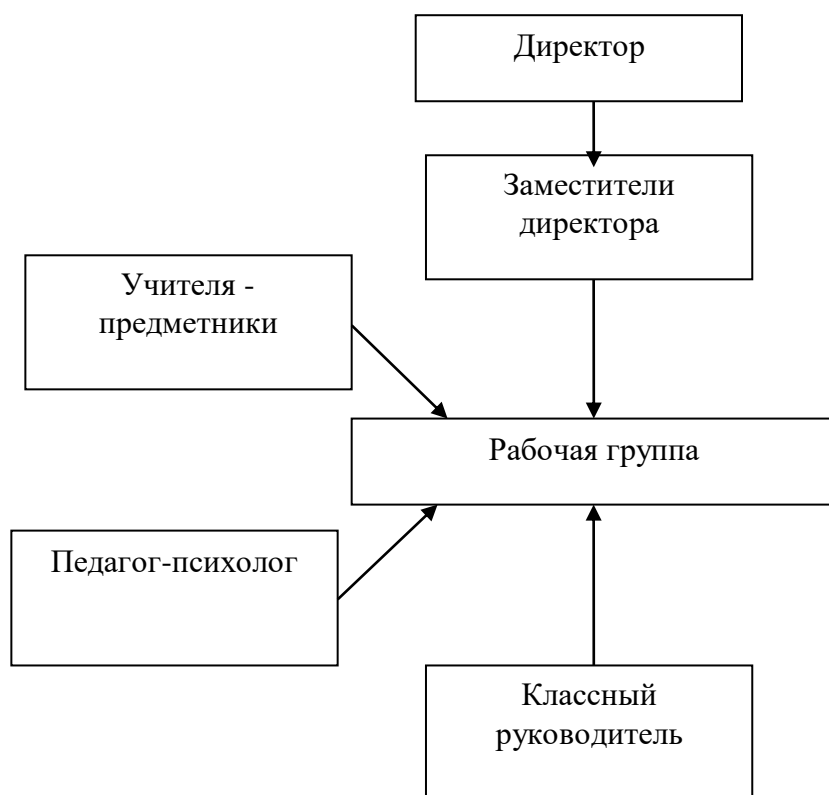 Директор
Заместители
директора
Учителя -
предметники
Рабочая группа
Педагог-психолог
Классный
руководитель